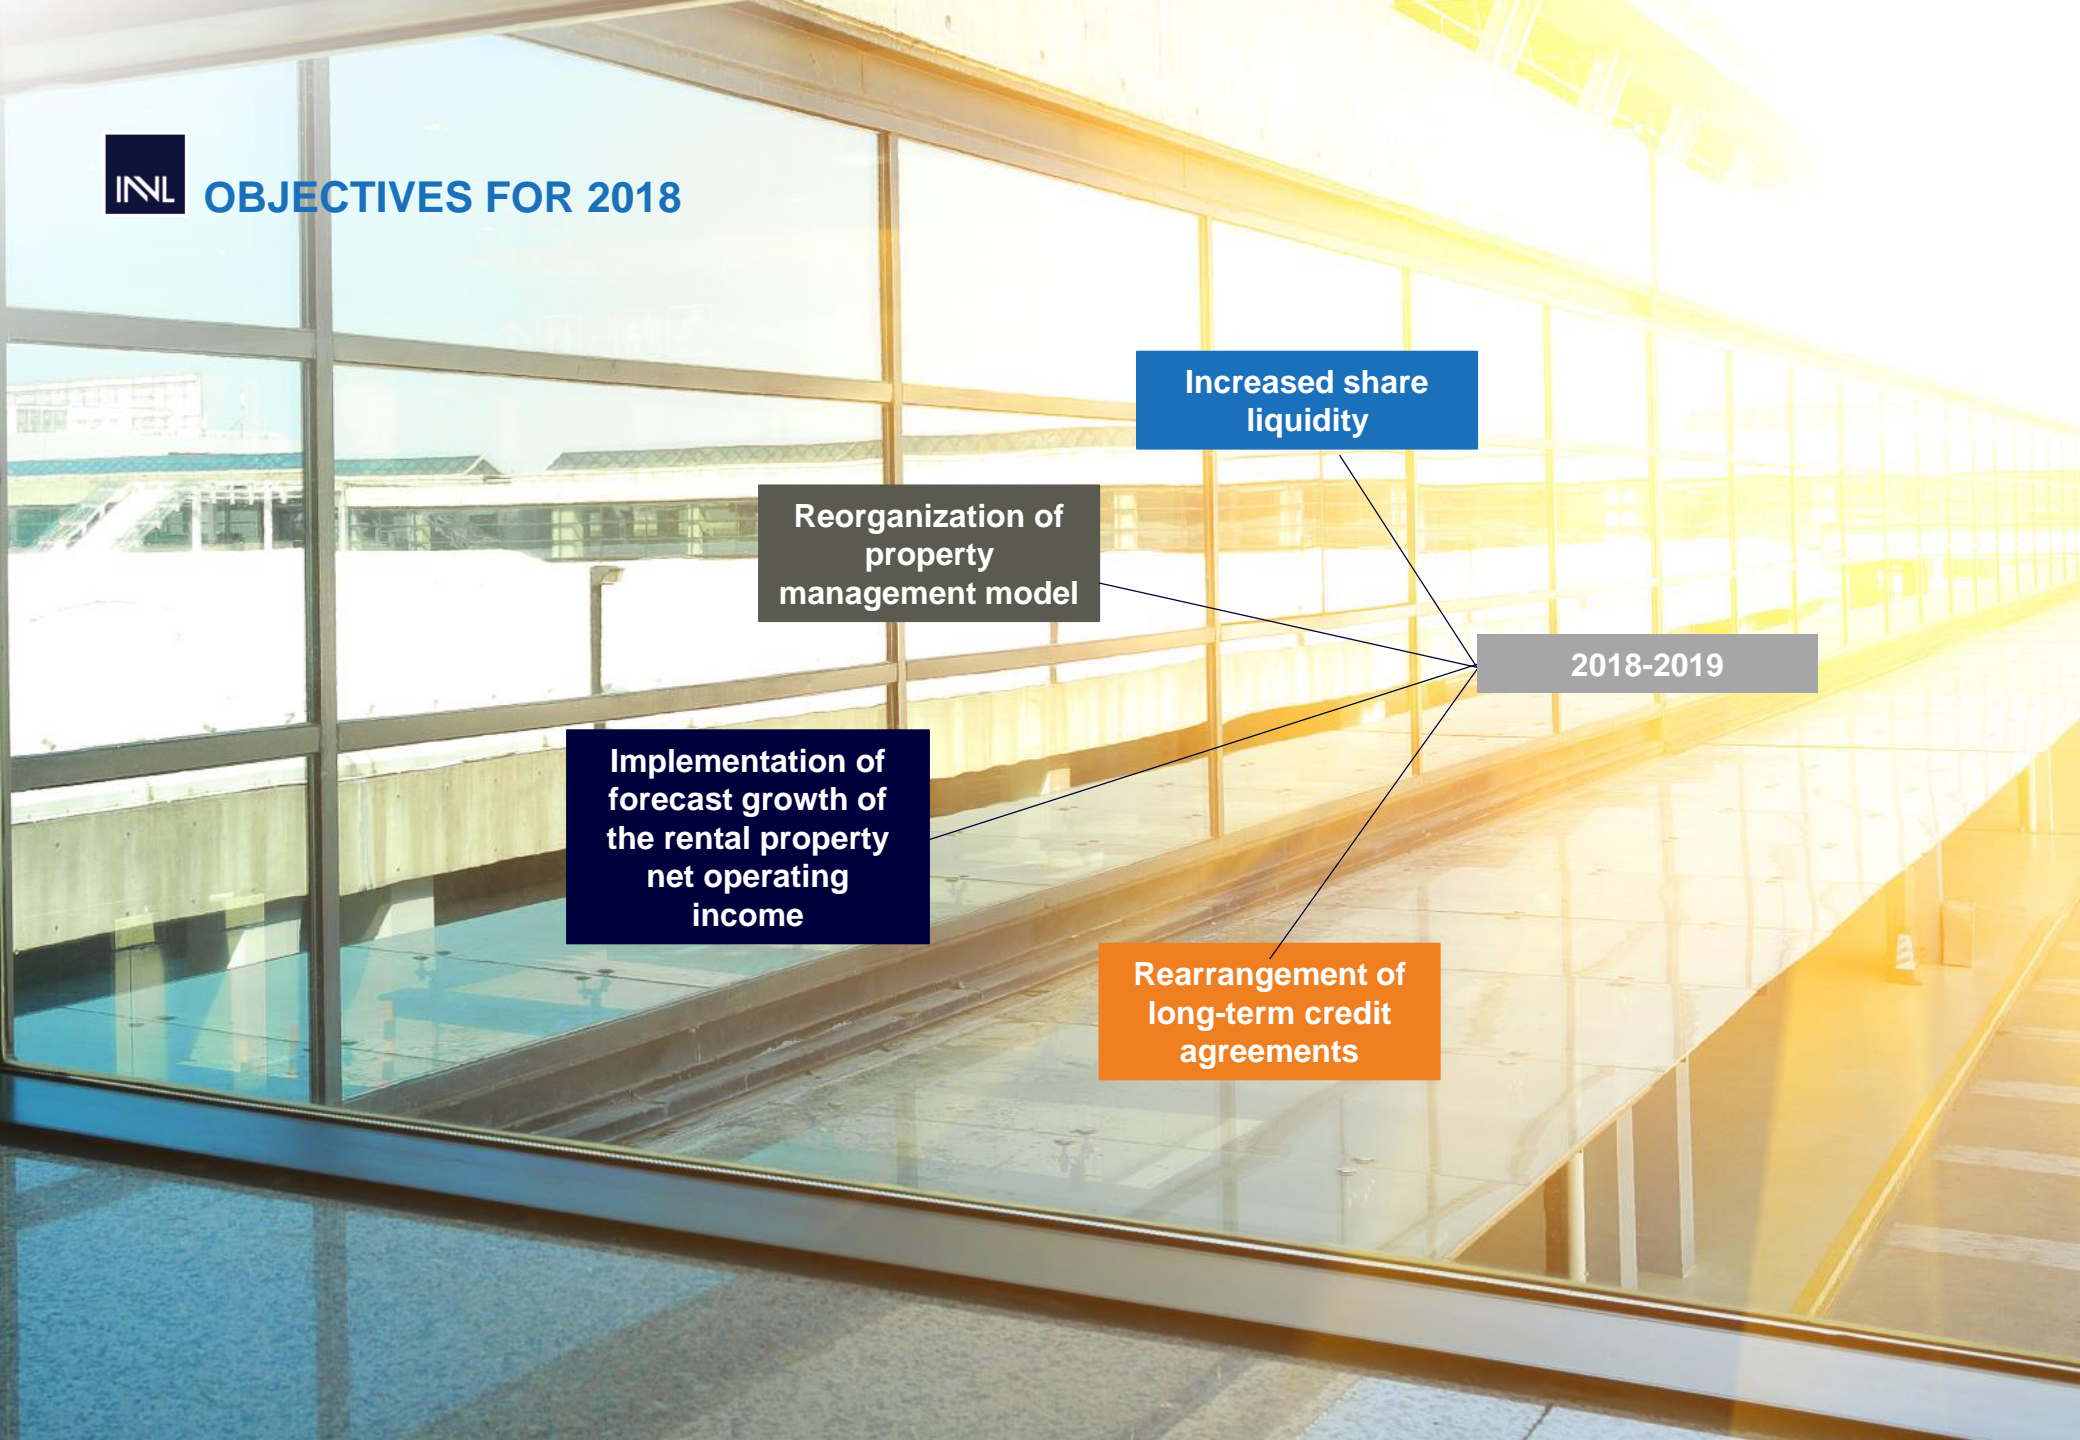 INVL
OBJECTIVES FOR 2018
Increased share
liquidity
Reorganization of
property
management model
2018-2019
Implementation of
forecast growth of
the rental property
net operating
income
Rearrangement of
long-term credit
agreements